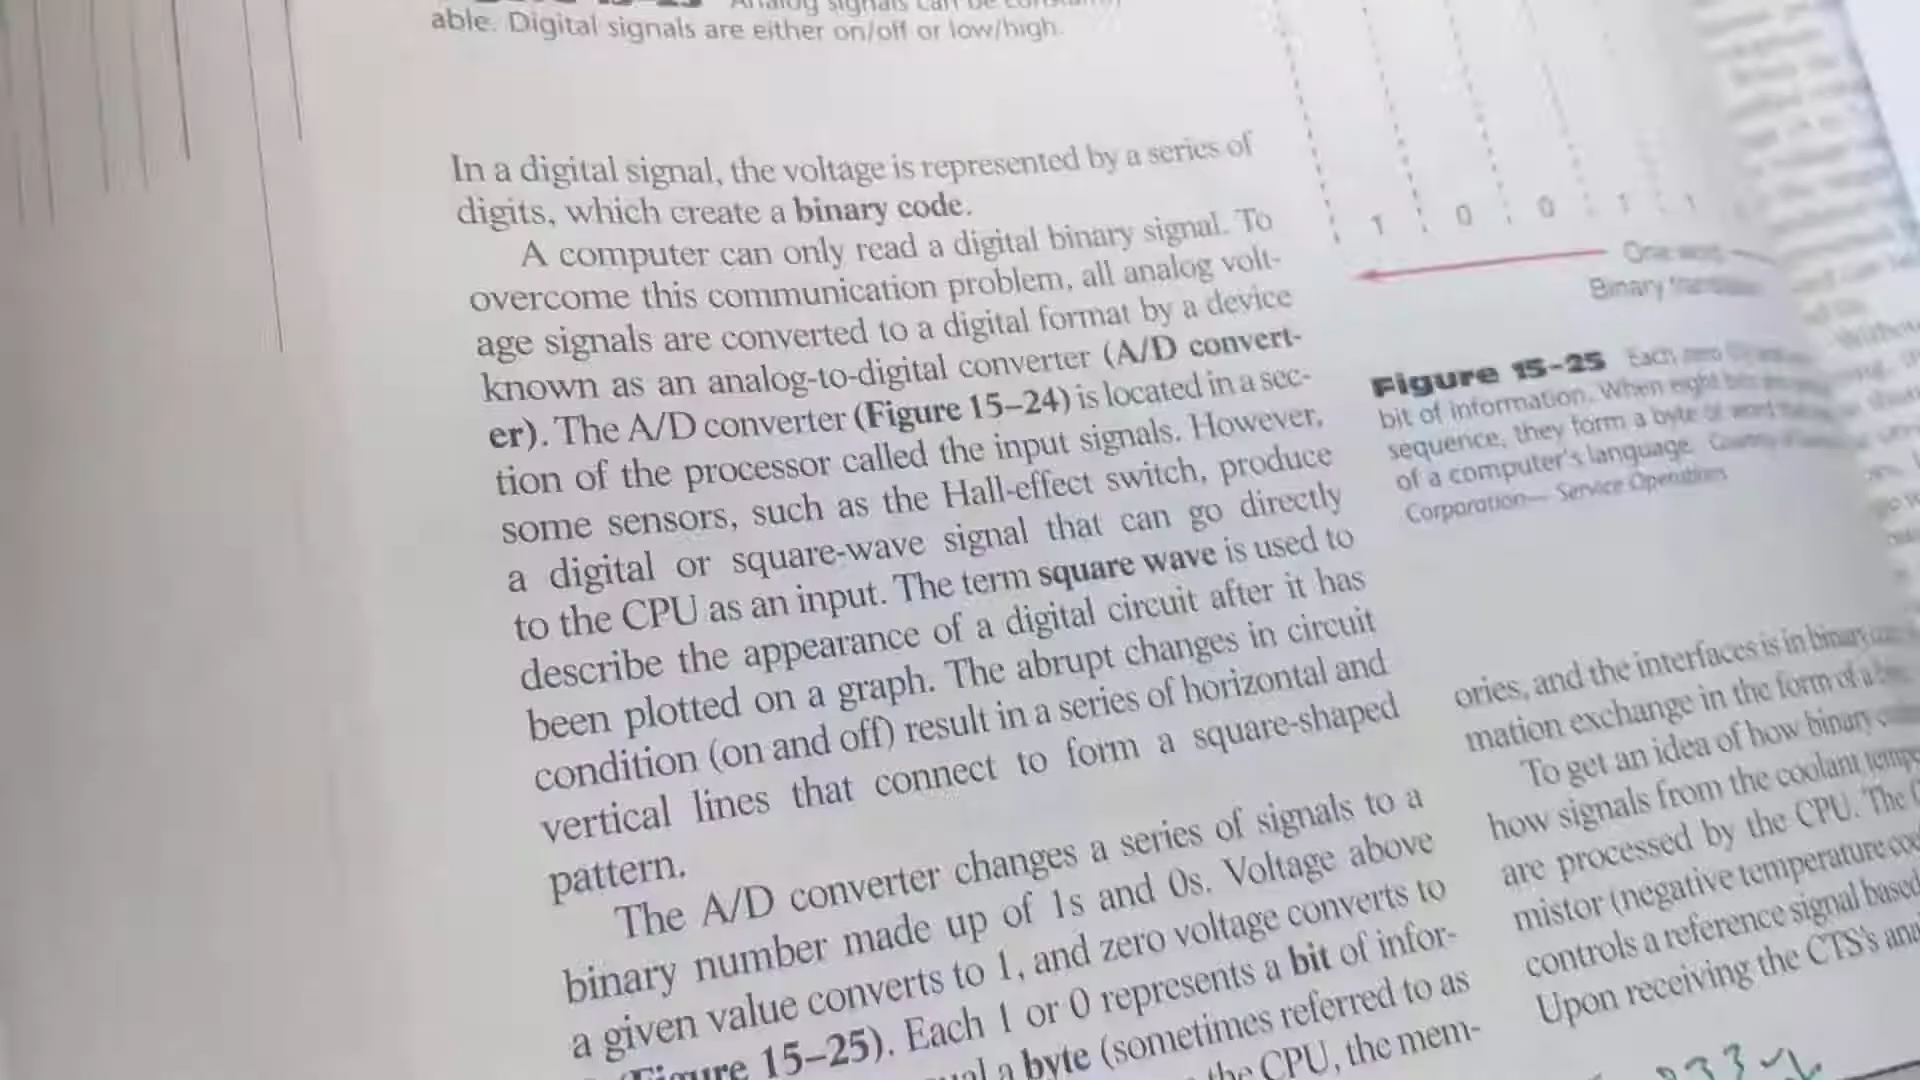 Analog signals can be
able. Digital signals are either on/off or low/high.
In a digital signal, the voltage is represented by a series of
digits, which create a binary code.
A computer can only read a digital binary signal. To
overcome this communication problem, all analog volt-
age signals are converted to a digital format by a device
known as an analog-to-digital converter (A/D convert-
er). The A/D converter (Figure 15–24) is located in a sec-
tion of the processor called the input signals. However,
some sensors, such as the Hall-effect switch, produce
a digital or square-wave signal that can go directly
to the CPU as an input. The term square wave is used to
describe the appearance of a digital circuit after it has
been plotted on a graph. The abrupt changes in circuit
condition (on and off) result in a series of horizontal and
vertical lines that connect to form a square-shaped
pattern.
The A/D converter changes a series of signals to a
binary number made up of 1s and 0s. Voltage above
a given value converts to 1, and zero voltage converts to
(Figure 15–25). Each 1 or 0 represents a bit of infor-
a byte (sometimes referred to as
the CPU, the mem-
1 0 0 1 1
One
Binary
Figure 15–25 Each
bit of information. When eight
sequence, they form a byte or word
of a computer's language.
Corporation— Service Operations
ories, and the interfaces is in binary
mation exchange in the form of a
To get an idea of how binary
how signals from the coolant
are processed by the CPU. The
mistor (negative temperature
controls a reference signal based
Upon receiving the CTS's